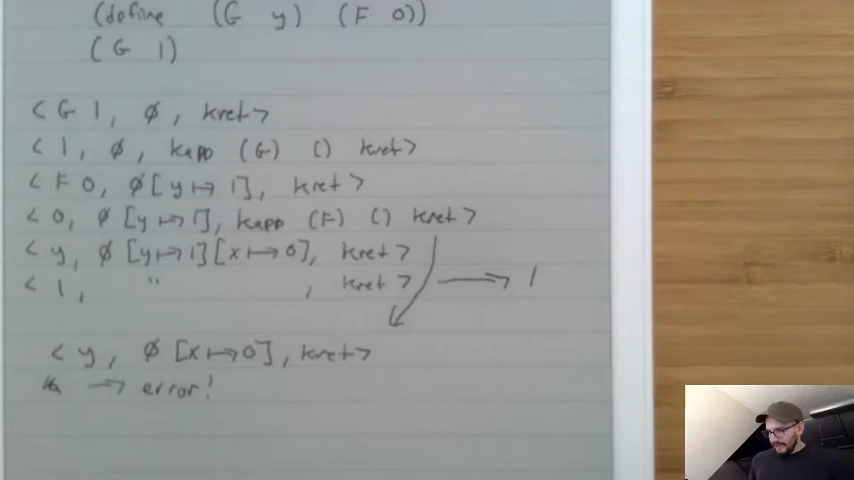 (define (G y) (F 0))
(G 1)
< G 1, ∅, kret>
< 1, ∅, kapp (G) () kret>
< F 0, ∅[y ↦ 1], kret>
< 0, ∅ [y ↦ 1], kapp (F) () kret>
< y, ∅ [y ↦ 1][x ↦ 0], kret>
< 1, " , kret> → 1
< y, ∅ [x ↦ 0], kret>
→ error!